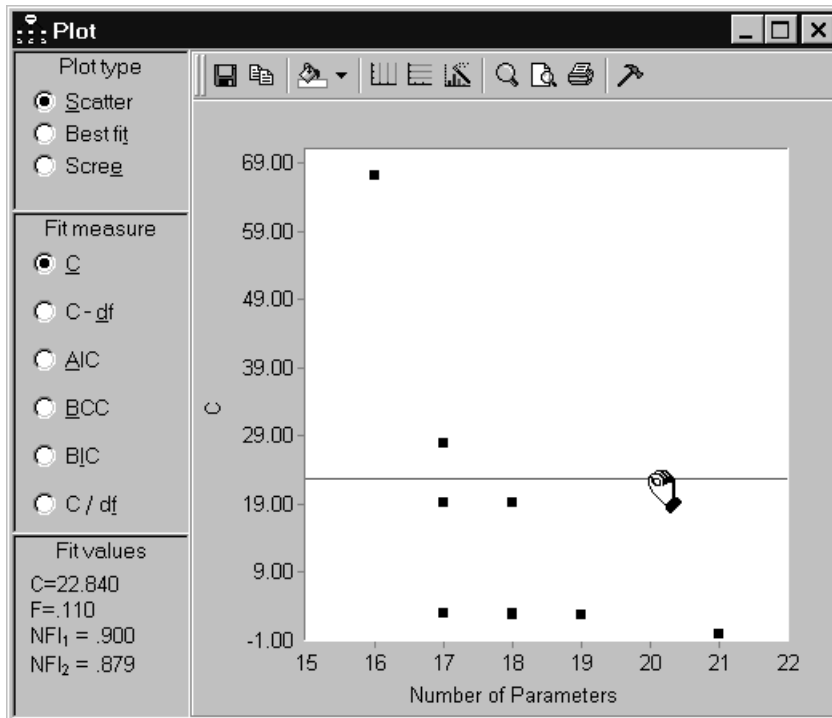 Plot
Plot type
Scatter
Best fit
Scree
Fit measure
C
C - df
AIC
BCC
BIC
C / df
Fit values
C=22.840
F=.110
NFI₁ = .900
NFI₂ = .879
69.00
59.00
49.00
39.00
29.00
19.00
9.00
-1.00
C
15 16 17 18 19 20 21 22
Number of Parameters